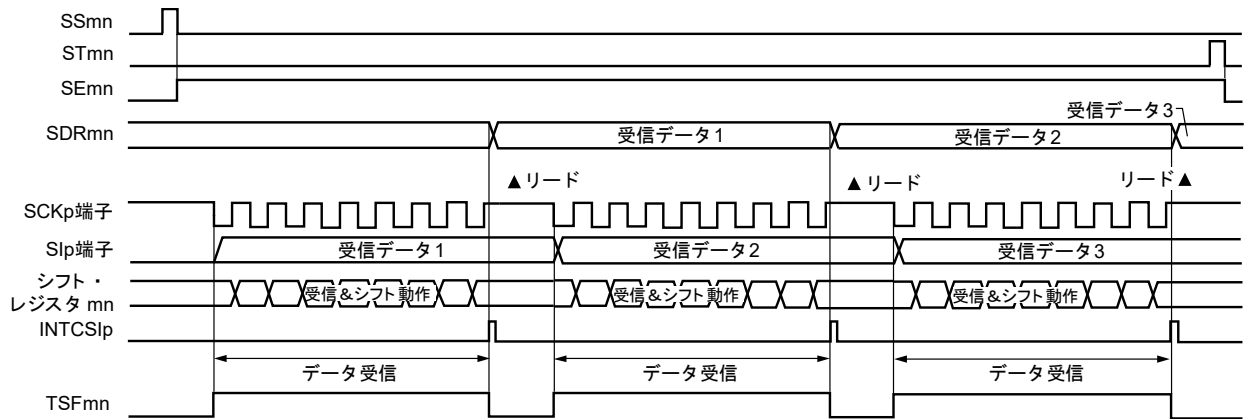 SSmn
STmn
SEmn
受信データ3
SDRmn
受信データ1
受信データ2
▲リード
▲リード
リード▲
SCKp端子
SIp端子
受信データ1
受信データ2
受信データ3
シフト・
レジスタ mn
受信&シフト動作
受信&シフト動作
受信&シフト動作
INTCSIp
データ受信
データ受信
データ受信
TSFmn